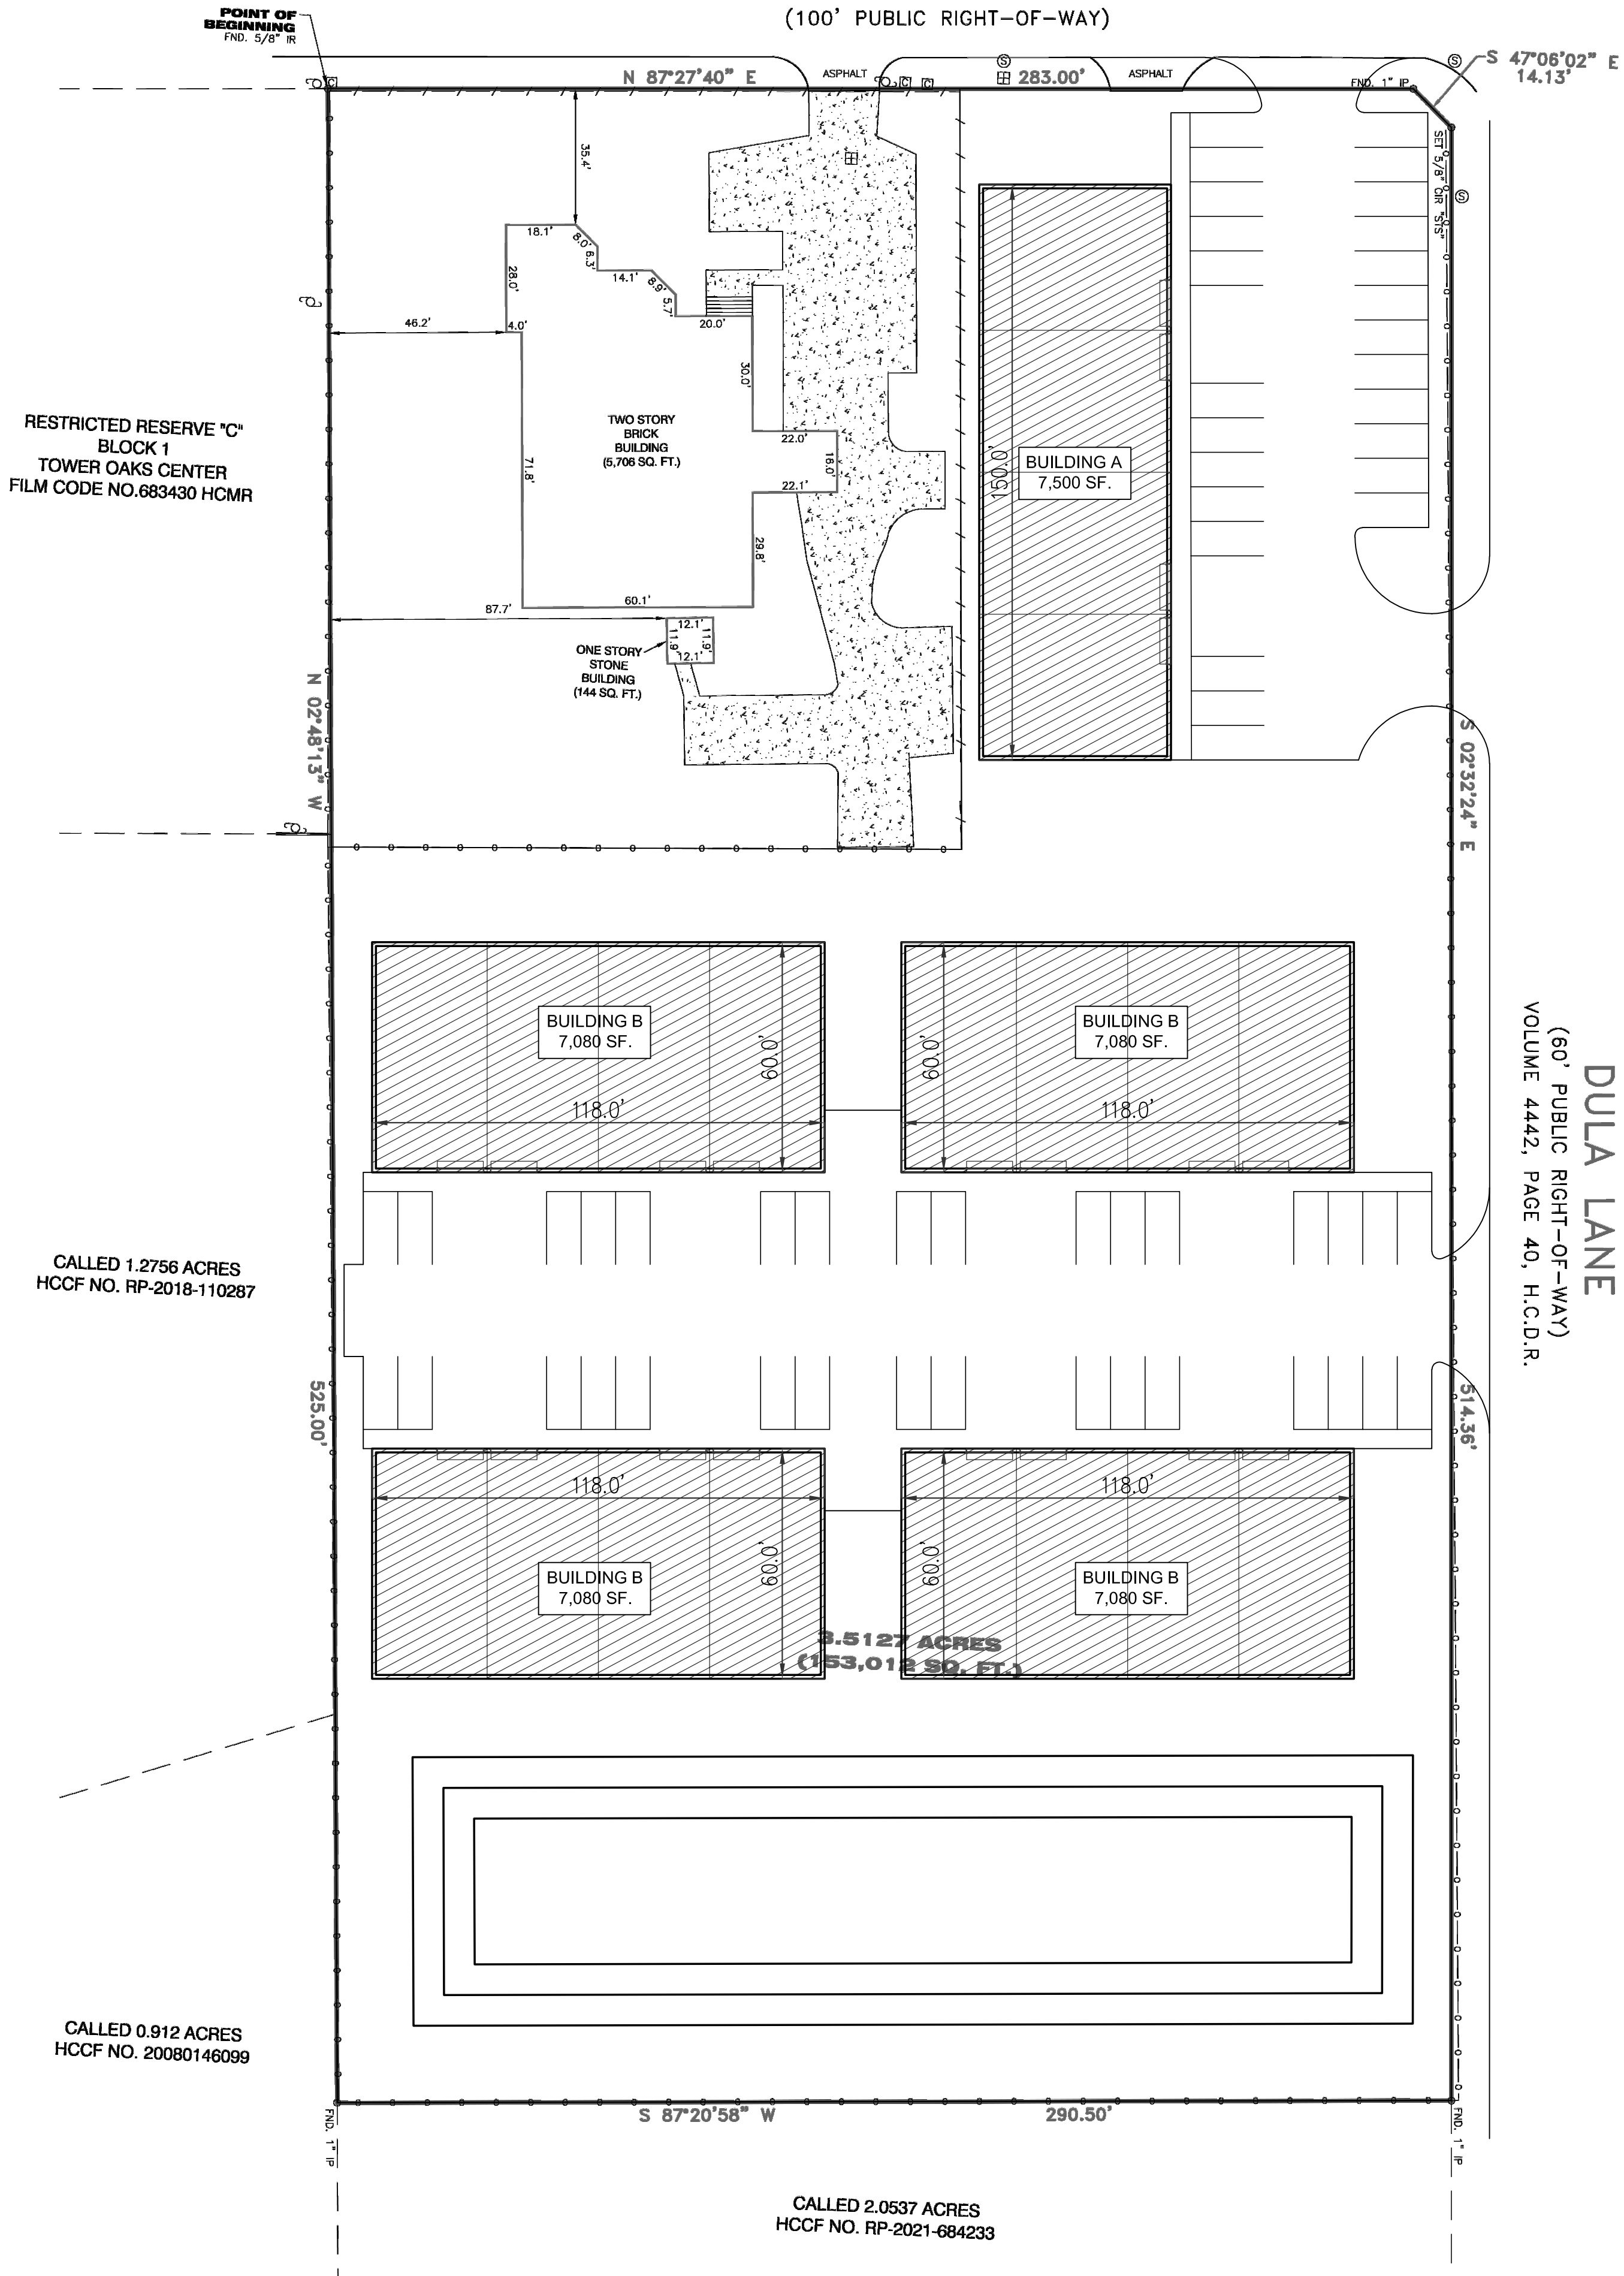 (100' PUBLIC RIGHT-OF-WAY)
POINT OF
BEGINNING
FND. 5/8" IR
N 87°27'40" E
ASPHALT
283.00'
ASPHALT
FND. 1" IP
S 47°06'02" E
14.13'
SET 5/8" CIR "STS"
35.4'
18.1'
8.0'
6.3'
14.1'
8.9'
5.7'
20.0'
28.0'
46.2'
4.0'
30.0'
TWO STORY
BRICK
BUILDING
(5,706 SQ. FT.)
22.0'
16.0'
22.1'
71.8'
29.8'
60.1'
87.7'
12.1'
11.9'
11.9'
12.1'
ONE STORY
STONE
BUILDING
(144 SQ. FT.)
BUILDING A
7,500 SF.
1500.0'
RESTRICTED RESERVE "C"
BLOCK 1
TOWER OAKS CENTER
FILM CODE NO.683430 HCMR
N 02°48'13" W
525.00'
S 02°32'24" E
514.36'
DULA LANE
(60' PUBLIC RIGHT-OF-WAY)
VOLUME 4442, PAGE 40, H.C.D.R.
BUILDING B
7,080 SF.
60.0'
118.0'
BUILDING B
7,080 SF.
60.0'
118.0'
CALLED 1.2756 ACRES
HCCF NO. RP-2018-110287
118.0'
60.0'
BUILDING B
7,080 SF.
118.0'
60.0'
BUILDING B
7,080 SF.
3.5127 ACRES
(153,012 SQ. FT.)
CALLED 0.912 ACRES
HCCF NO. 20080146099
S 87°20'58" W
290.50'
FND. 1" IP
FND. 1" IP
CALLED 2.0537 ACRES
HCCF NO. RP-2021-684233